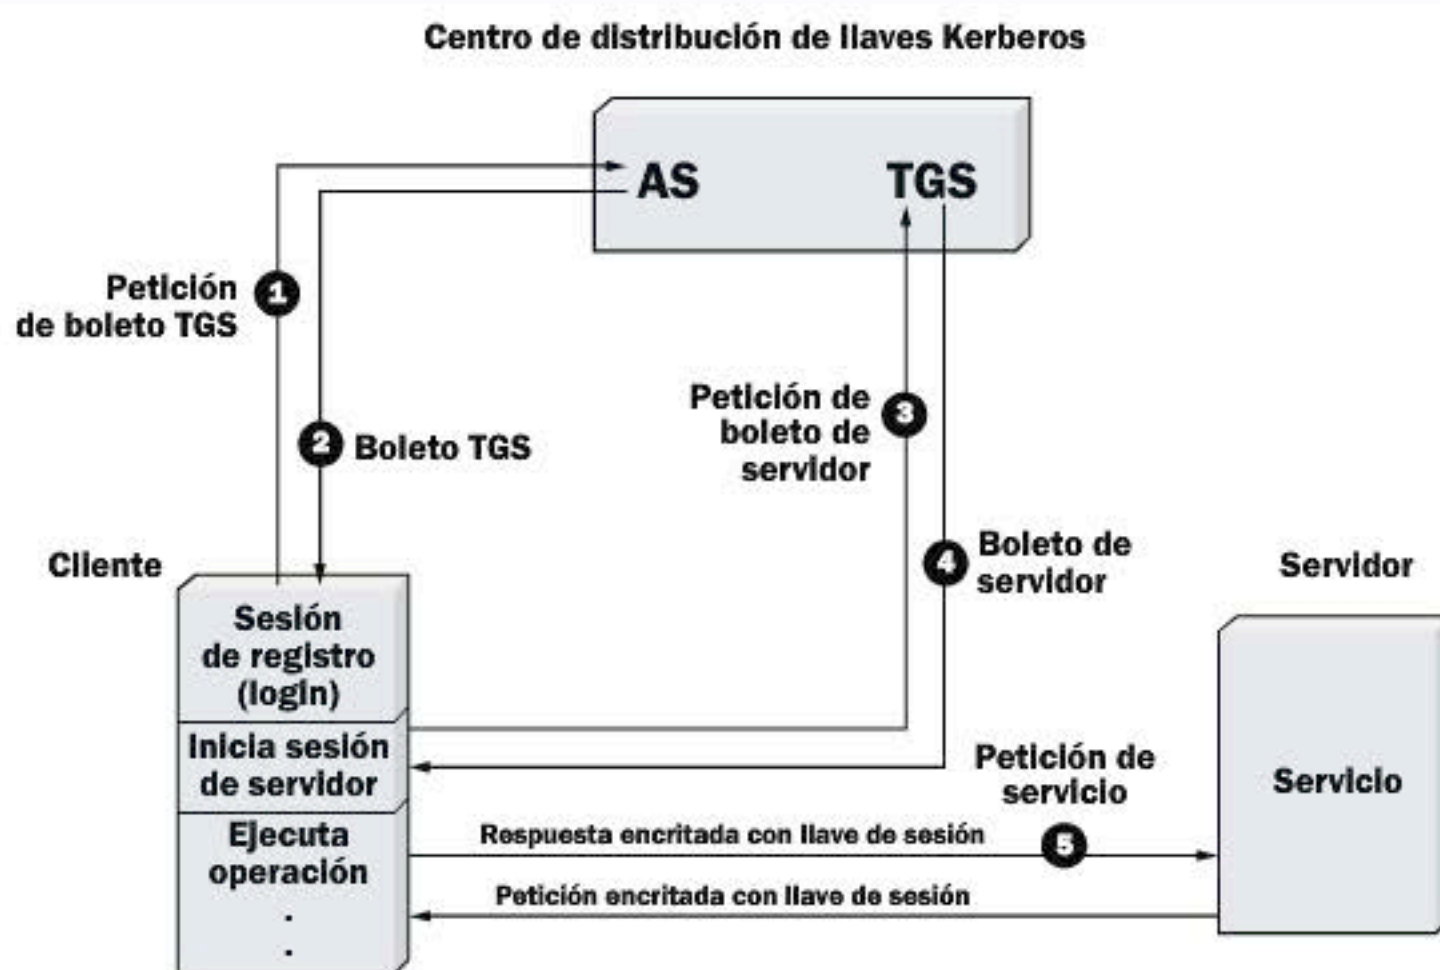 Centro de distribución de llaves Kerberos
AS
TGS
Petición
de boleto TGS
1
2
Boleto TGS
Petición de
boleto de
servidor
3
4
Boleto de
servidor
Cliente
Servidor
Sesión
de registro
(login)
Inicia sesión
de servidor
Ejecuta
operación
.
.
Petición de
servicio
5
Respuesta encritada con llave de sesión
Petición encritada con llave de sesión
Servicio